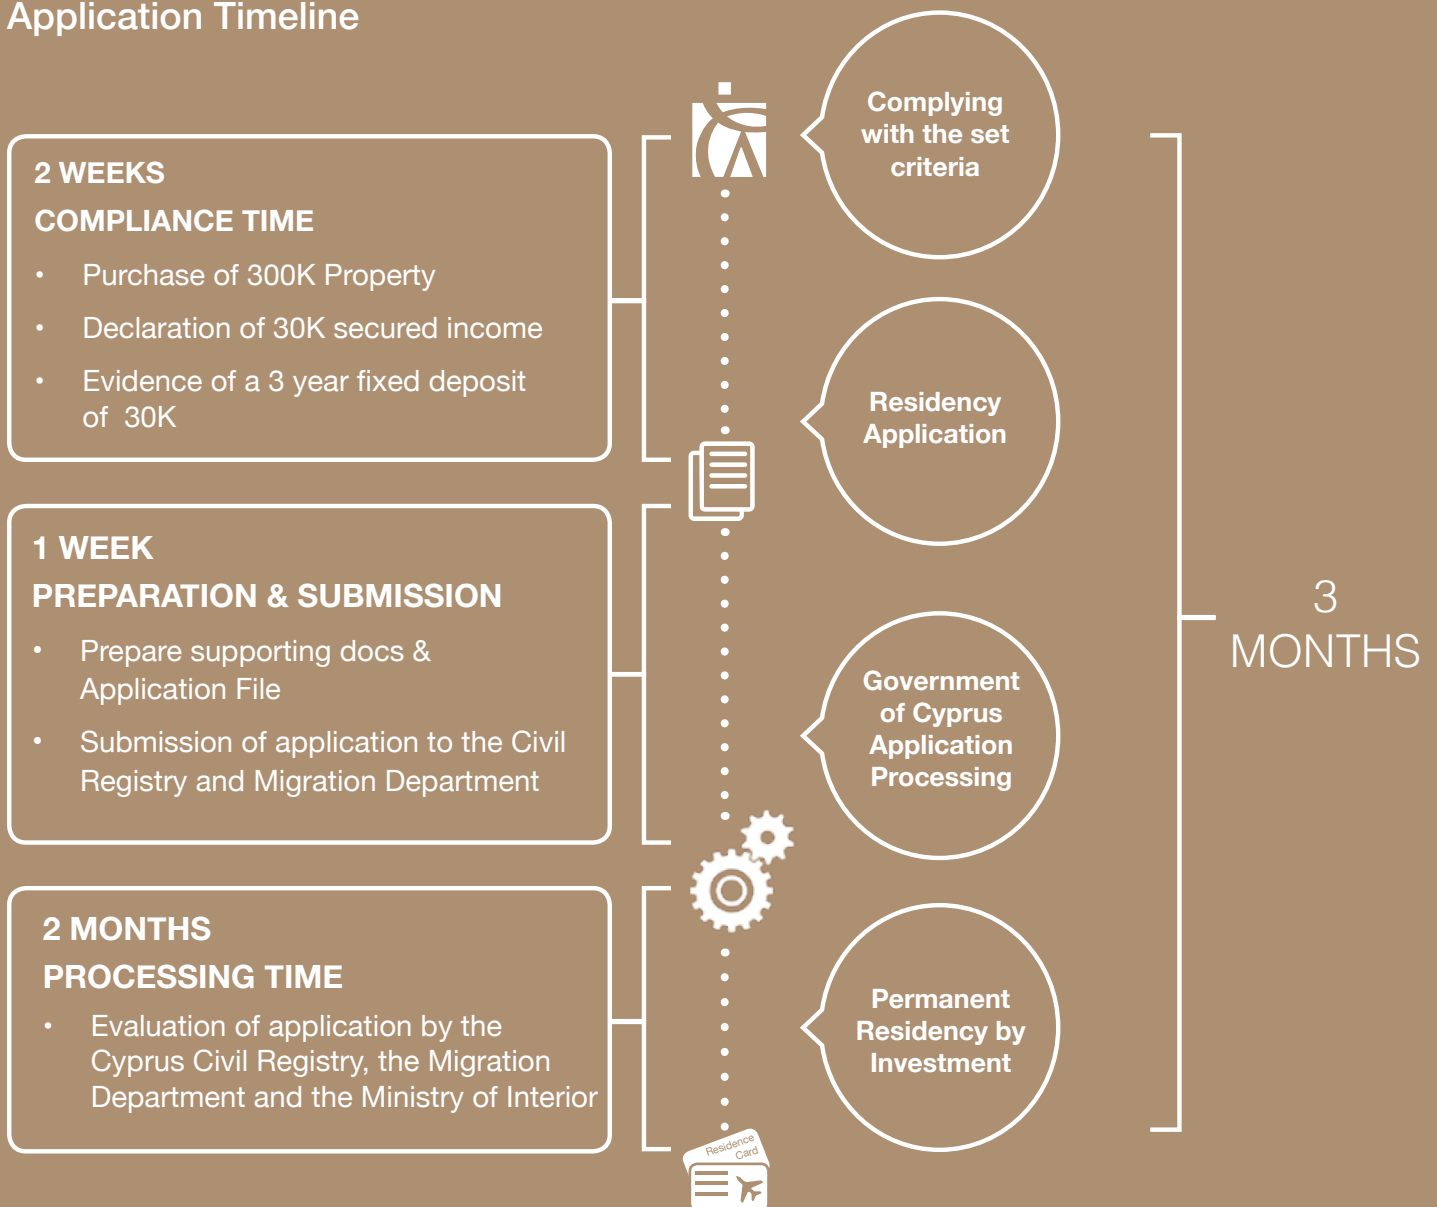 Application Timeline
2 WEEKS
COMPLIANCE TIME
• Purchase of 300K Property
• Declaration of 30K secured income
• Evidence of a 3 year fixed deposit
of 30K
1 WEEK
PREPARATION & SUBMISSION
• Prepare supporting docs &
Application File
• Submission of application to the Civil
Registry and Migration Department
2 MONTHS
PROCESSING TIME
• Evaluation of application by the
Cyprus Civil Registry, the Migration
Department and the Ministry of Interior
Residence
Card
Complying
with the set
criteria
Residency
Application
Government
of Cyprus
Application
Processing
Permanent
Residency by
Investment
3
MONTHS